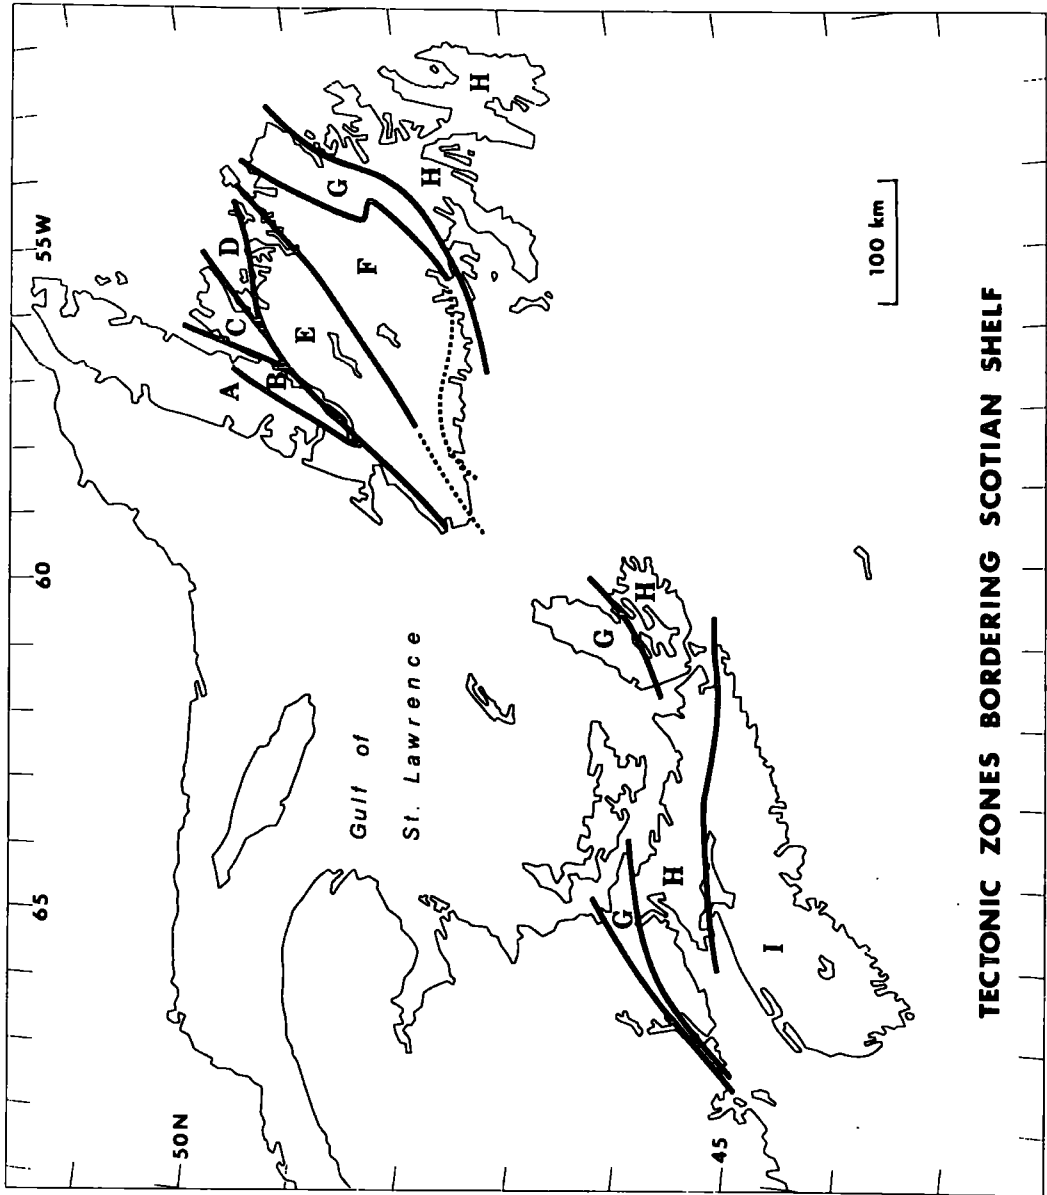 55W
60
65
50N
45
A
B
C
D
E
F
G
H
H
G
H
G
H
I
Gulf of
St. Lawrence
100 km
TECTONIC ZONES BORDERING SCOTIAN SHELF